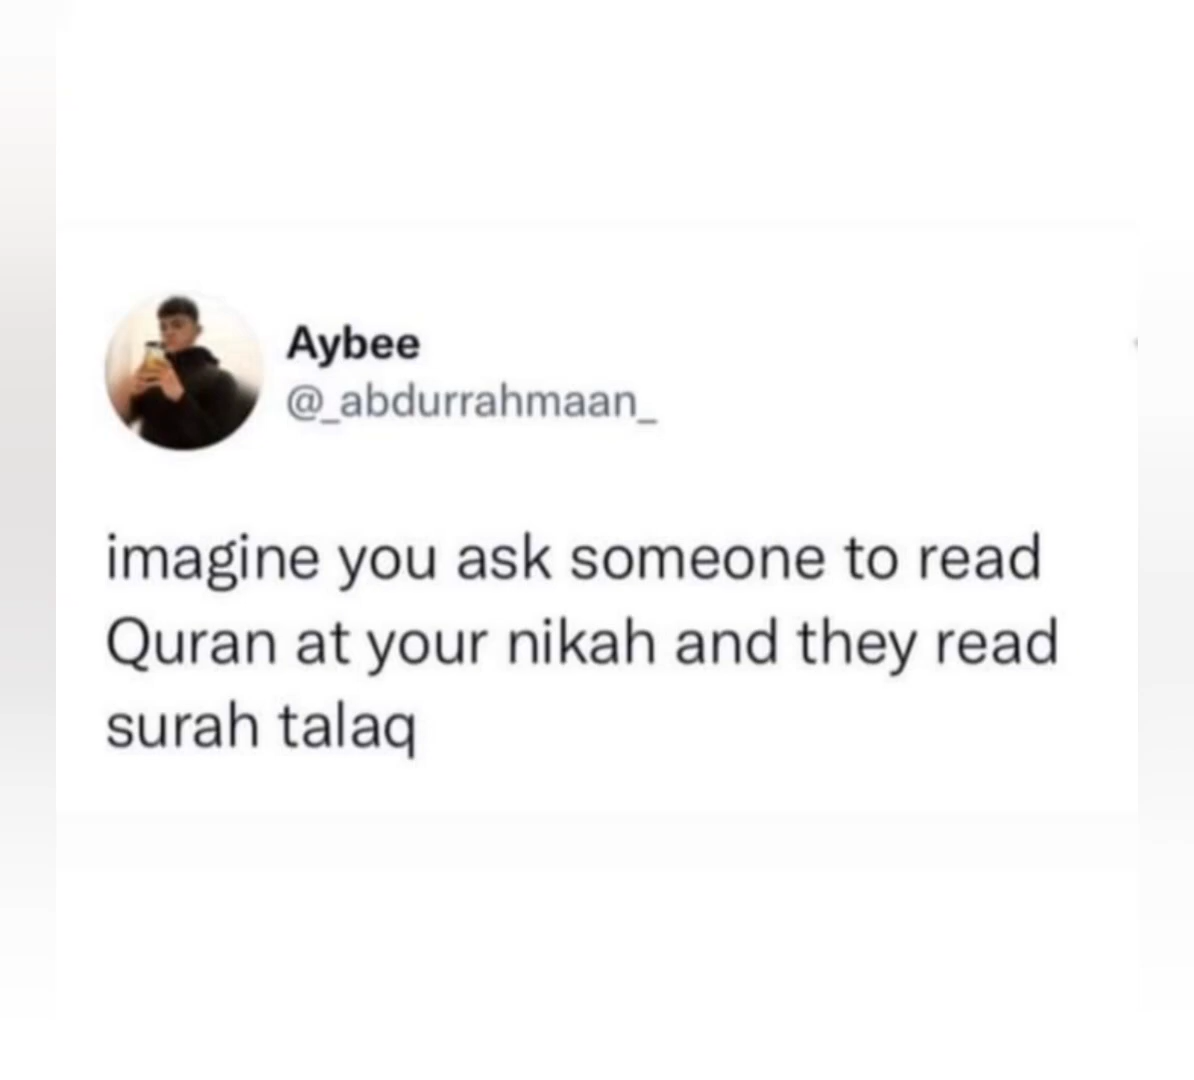 Aybee
@_abdurrahmaan_
imagine you ask someone to read
Quran at your nikah and they read
surah talaq